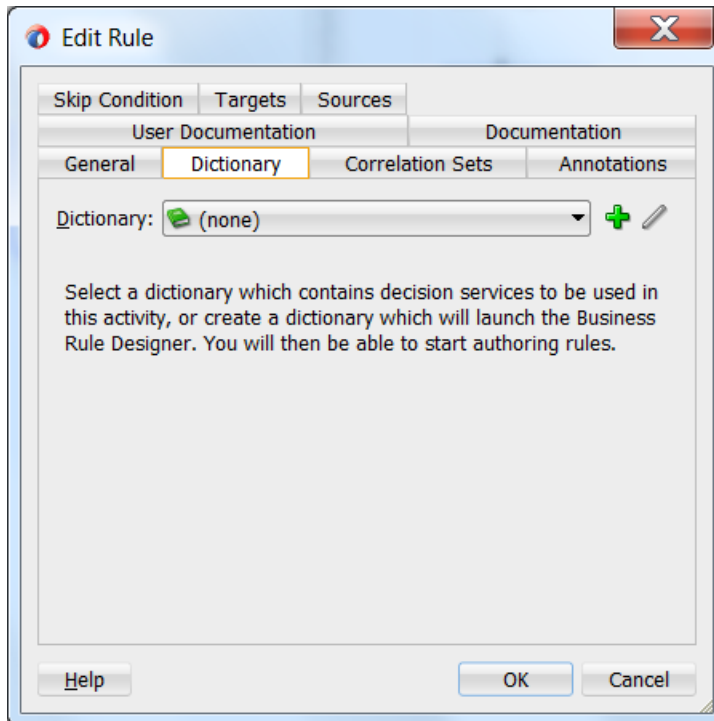 Edit Rule
Skip Condition Targets Sources
User Documentation Documentation
General Dictionary Correlation Sets Annotations
Dictionary: (none)
Select a dictionary which contains decision services to be used in
this activity, or create a dictionary which will launch the Business
Rule Designer. You will then be able to start authoring rules.
Help OK Cancel